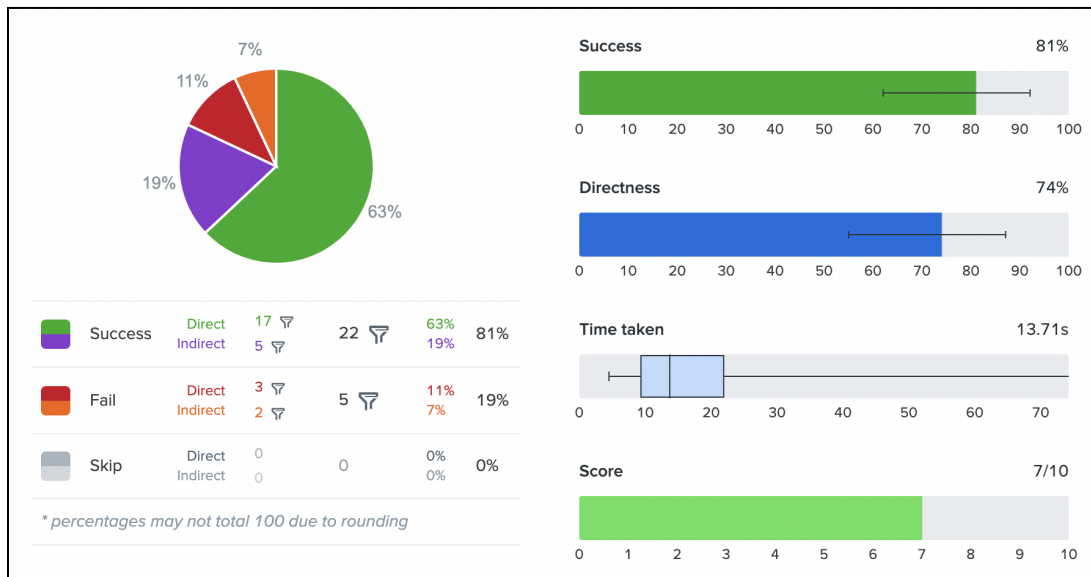 7%
11%
19%
63%
Success Direct 17 22 63% 81%
Indirect 5 19%
Fail Direct 3 5 11% 19%
Indirect 2 7%
Skip Direct 0 0 0% 0%
Indirect 0 0%
* percentages may not total 100 due to rounding
Success 81%
0 10 20 30 40 50 60 70 80 90 100
Directness 74%
0 10 20 30 40 50 60 70 80 90 100
Time taken 13.71s
0 10 20 30 40 50 60 70
Score 7/10
0 1 2 3 4 5 6 7 8 9 10